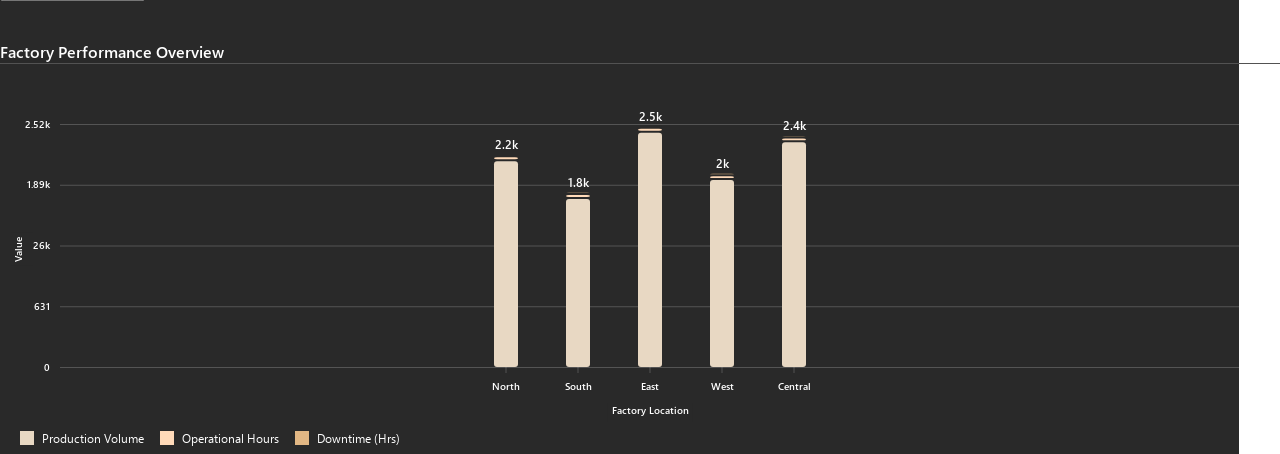 Factory Performance Overview
2.52k
1.89k
26k
631
0
Value
2.2k
1.8k
2.5k
2k
2.4k
North South East West Central
Factory Location
Production Volume Operational Hours Downtime (Hrs)